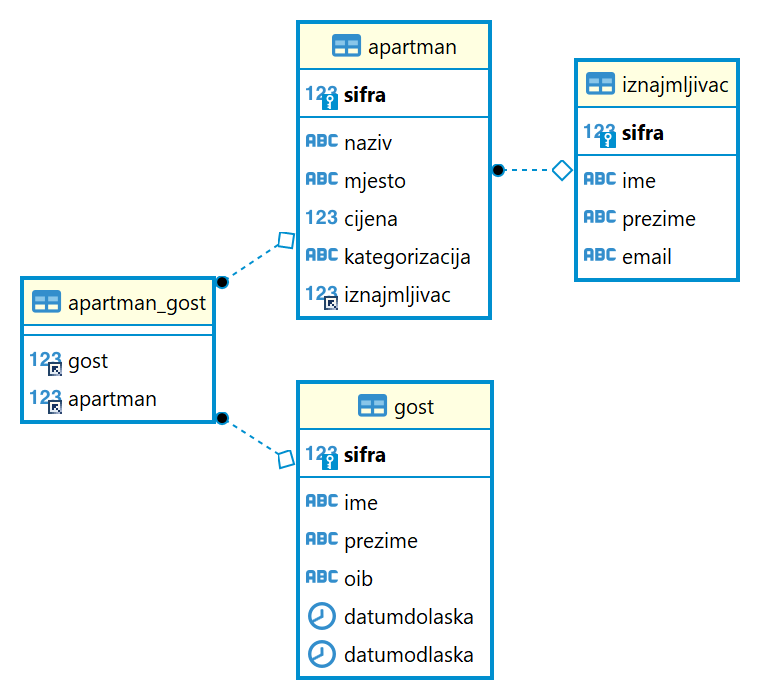 apartman
123 sifra
ABC naziv
ABC mjesto
123 cijena
ABC kategorizacija
123 iznajmljivac
iznajmljivac
123 sifra
ABC ime
ABC prezime
ABC email
apartman_gost
123 gost
123 apartman
gost
123 sifra
ABC ime
ABC prezime
ABC oib
datumdolaska
datumodlaska